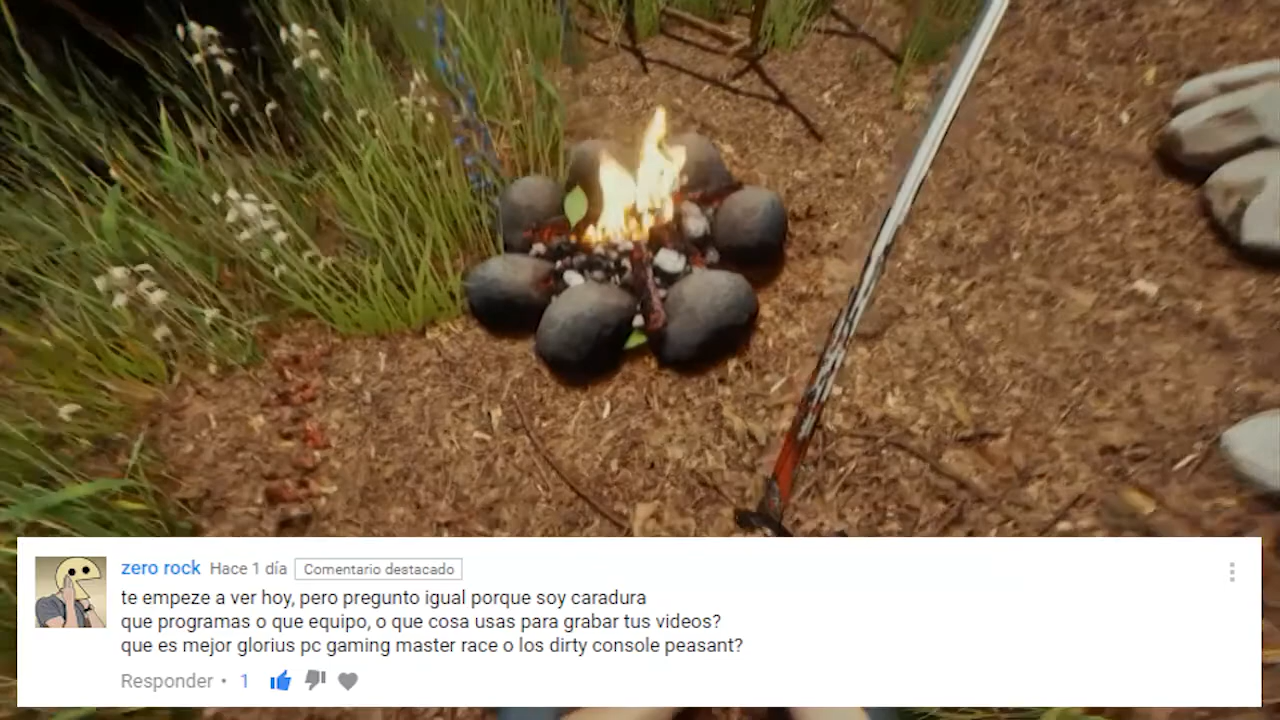 zero rock Hace 1 día Comentario destacado
te empeze a ver hoy, pero pregunto igual porque soy caradura
que programas o que equipo, o que cosa usas para grabar tus videos?
que es mejor glorius pc gaming master race o los dirty console peasant?
Responder • 1